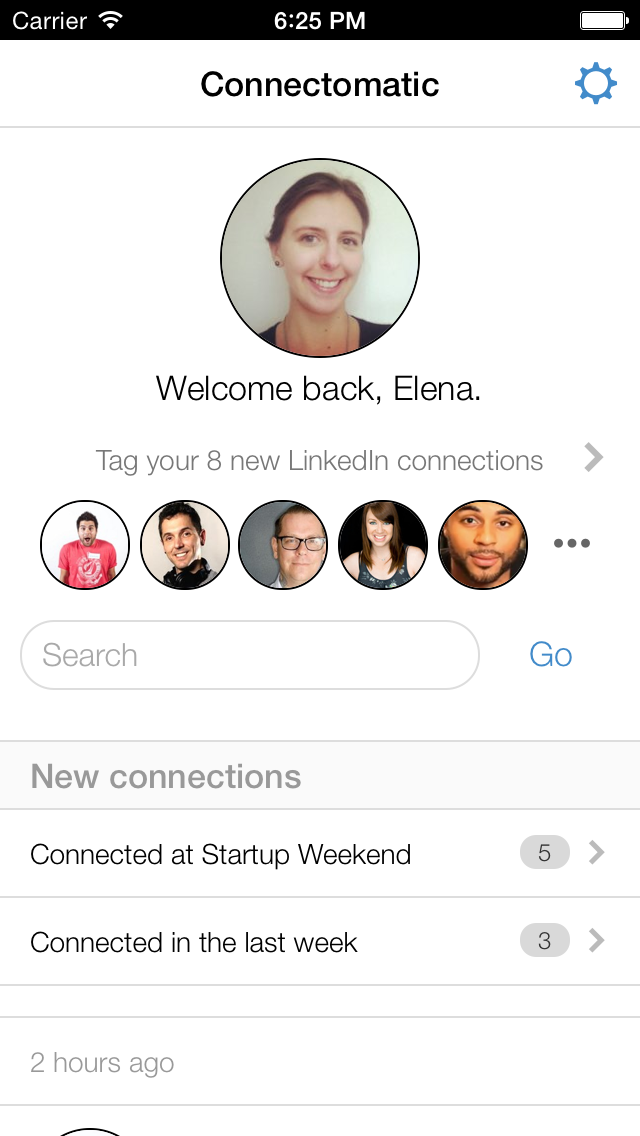 Carrier 6:25 PM
Connectomatic
Welcome back, Elena.
Tag your 8 new LinkedIn connections
Search Go
New connections
Connected at Startup Weekend 5
Connected in the last week 3
2 hours ago